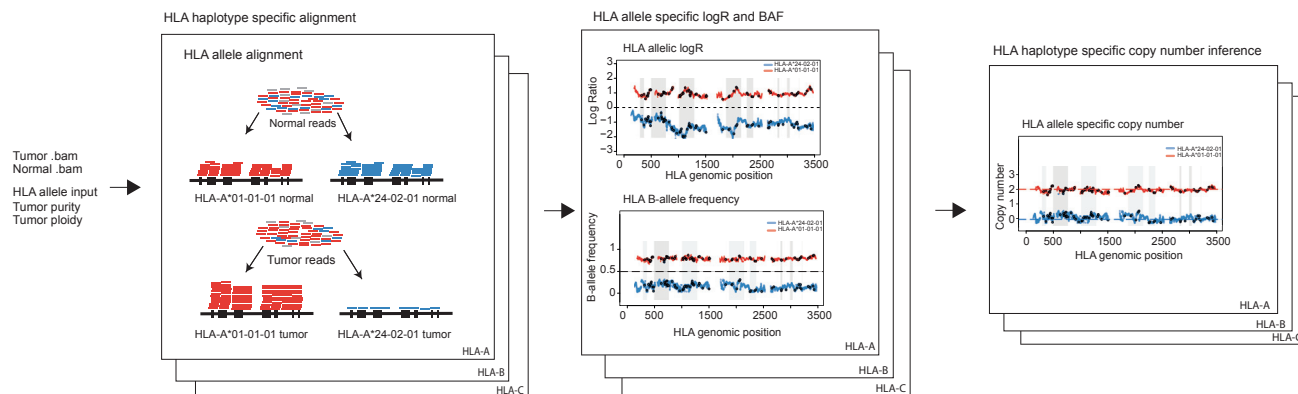 HLA haplotype specific alignment
HLA allele alignment
Normal reads
HLA-A*01-01-01 normal
HLA-A*24-02-01 normal
Tumor reads
HLA-A*01-01-01 tumor
HLA-A*24-02-01 tumor
HLA-A
HLA-B
HLA-C
Tumor .bam
Normal .bam
HLA allele input
Tumor purity
Tumor ploidy
HLA allele specific logR and BAF
HLA allelic logR
HLA-A*24-02-01
HLA-A*01-01-01
Log Ratio
3
2
1
0
−1
−2
−3
0 500 1500 2500 3500
HLA genomic position
HLA B-allele frequency
HLA-A*24-02-01
HLA-A*01-01-01
B-allele frequency
1
0.5
0
0 500 1500 2500 3500
HLA genomic position
HLA-A
HLA-B
HLA-C
HLA haplotype specific copy number inference
HLA allele specific copy number
HLA-A*24-02-01
HLA-A*01-01-01
Copy number
3
2
1
0
0 500 1500 2500 3500
HLA genomic position
HLA-A
HLA-B
HLA-C